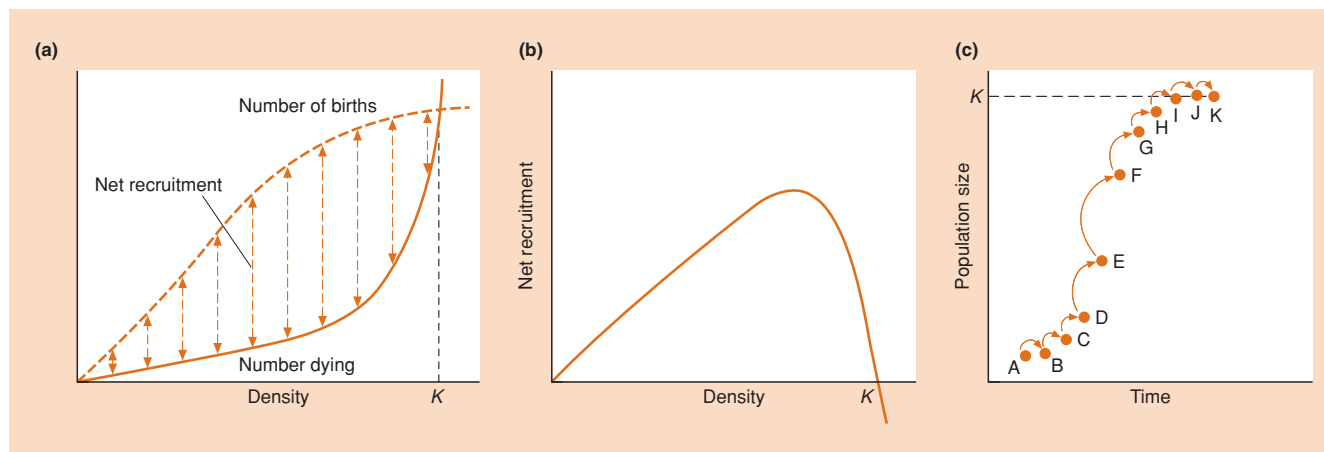 (a)
Number of births
Net recruitment
Number dying
Density
K
(b)
Net recruitment
Density
K
(c)
Population size
K
A
B
C
D
E
F
G
H
I
J
K
Time